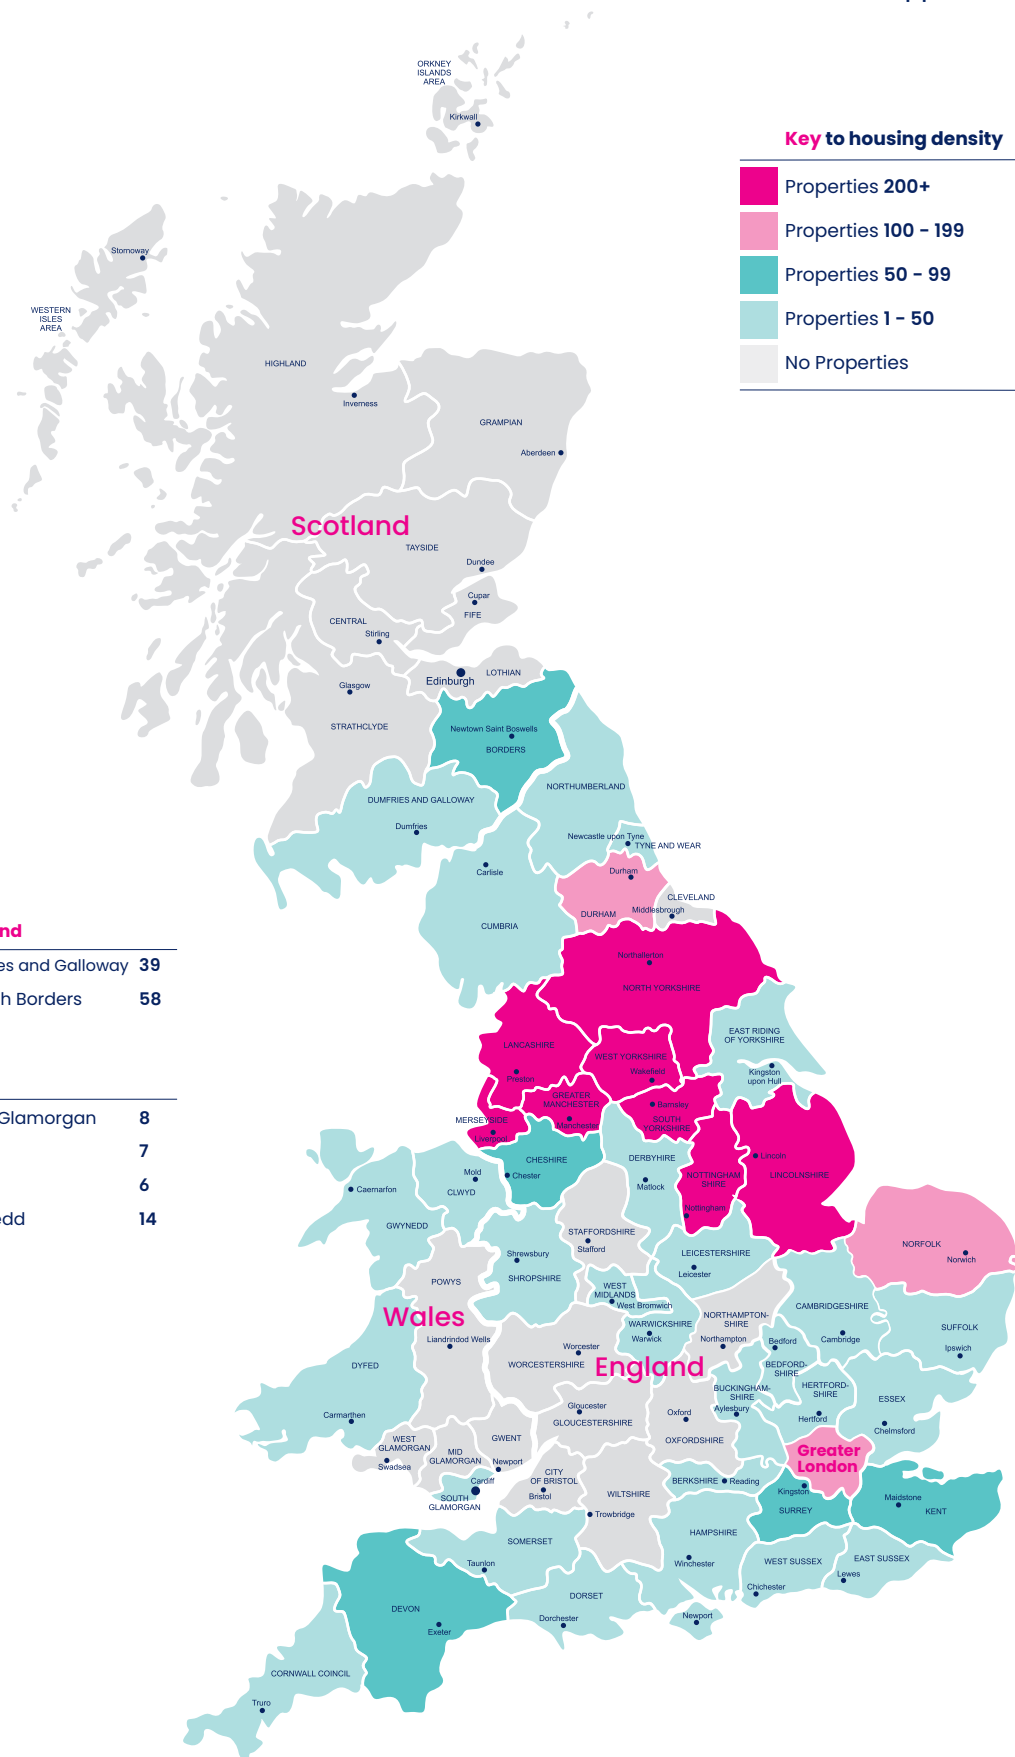 ORKNEY
ISLANDS
AREA
Kirkwall
Key to housing density
Properties 200+
Properties 100 - 199
Properties 50 - 99
Properties 1 - 50
No Properties
Stornoway
WESTERN
ISLES
AREA
HIGHLAND
Inverness
GRAMPIAN
Aberdeen
Scotland
TAYSIDE
Dundee
Cupar
FIFE
CENTRAL
Stirling
Edinburgh
LOTHIAN
Glasgow
STRATHCLYDE
Newtown Saint Boswells
BORDERS
NORTHUMBERLAND
DUMFRIES AND GALLOWAY
Dumfries
Newcastle upon Tyne
TYNE AND WEAR
Carlisle
Durham
DURHAM
CLEVELAND
Middlesbrough
CUMBRIA
nd
es and Galloway 39
h Borders 58
Glamorgan 8
7
6
edd 14
Northallerton
NORTH YORKSHIRE
EAST RIDING
OF YORKSHIRE
Kingston
upon Hull
LANCASHIRE
Preston
WEST YORKSHIRE
Wakefield
GREATER
MANCHESTER
Manchester
Barnsley
SOUTH
YORKSHIRE
MERSEYSIDE
Liverpool
CHESHIRE
Chester
DERBYHIRE
Matlock
NOTTINGHAM
SHIRE
Nottingham
Lincoln
LINCOLNSHIRE
Mold
CLWYD
Caernarfon
GWYNEDD
STAFFORDSHIRE
Stafford
Shrewsbury
SHROPSHIRE
LEICESTERSHIRE
Leicester
NORFOLK
Norwich
POWYS
Wales
Liandrindod Wells
WEST
MIDLANDS
West Bromwich
WARWICKSHIRE
Warwick
NORTHAMPTON-
SHIRE
Northampton
CAMBRIDGESHIRE
Cambridge
SUFFOLK
Ipswich
Worcester
WORCESTERSHIRE
England
Bedford
BEDFORD-
SHIRE
DYFED
Carmarthen
BUCKINGHAM-
SHIRE
Aylesbury
HERTFORD-
SHIRE
Hertford
ESSEX
Chelmsford
Gloucester
GLOUCESTERSHIRE
Oxford
OXFORDSHIRE
WEST
GLAMORGAN
Swadsea
MID
GLAMORGAN
GWENT
Newport
Cardiff
SOUTH
GLAMORGAN
CITY
OF BRISTOL
Bristol
WILTSHIRE
Trowbridge
BERKSHIRE
Reading
Greater
London
Kingston
SURREY
Maidstone
KENT
SOMERSET
Taunlon
HAMPSHIRE
Winchester
WEST SUSSEX
Chichester
EAST SUSSEX
Lewes
DORSET
Dorchester
Newport
DEVON
Exeter
CORNWALL COINCIL
Truro